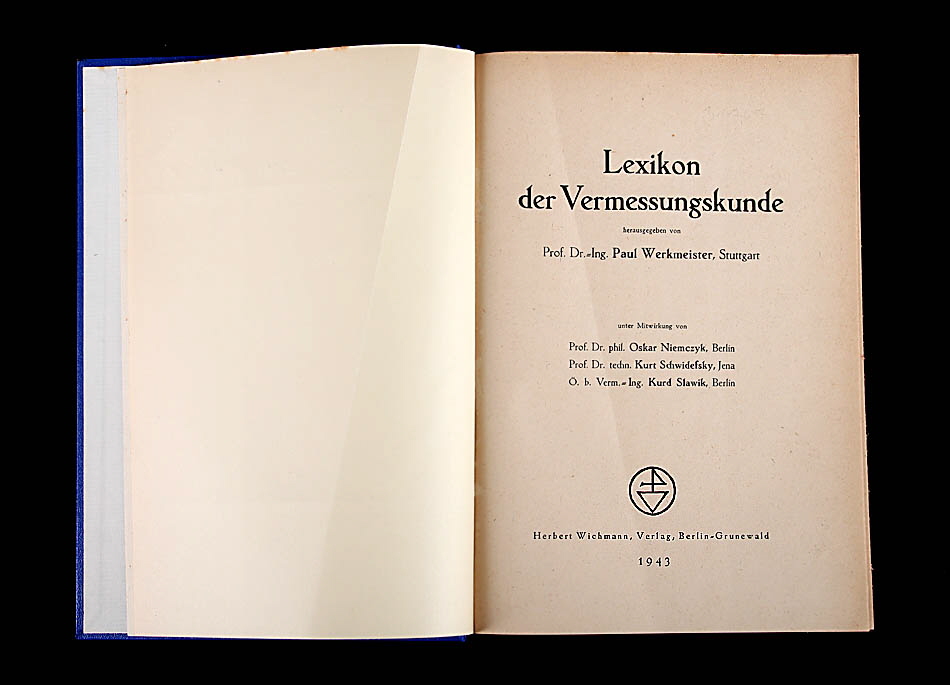 Lexikon
der Vermessungskunde
herausgegeben von
Prof. Dr.-Ing. Paul Werkmeister, Stuttgart
unter Mitwirkung von
Prof. Dr. phil. Oskar Niemczyk, Berlin
Prof. Dr. techn. Kurt Schwidefsky, Jena
O. b. Verm.-Ing. Kurd Slawik, Berlin
Herbert Wichmann, Verlag, Berlin-Grunewald
1943